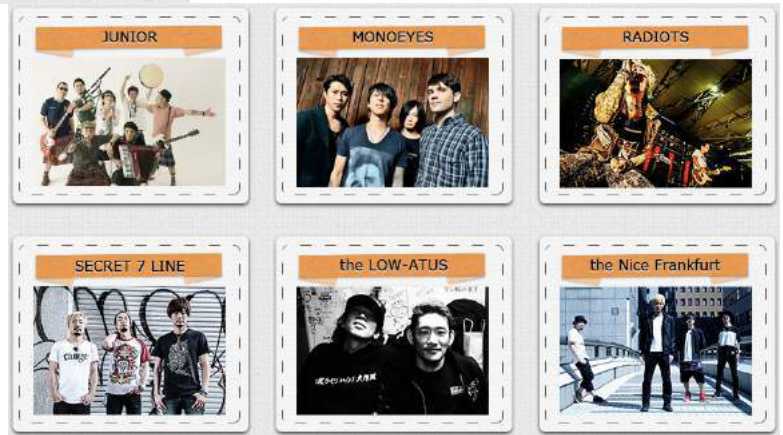 JUNIOR
MONOEYES
RADIOTS
SECRET 7 LINE
the LOW-ATUS
the Nice Frankfurt